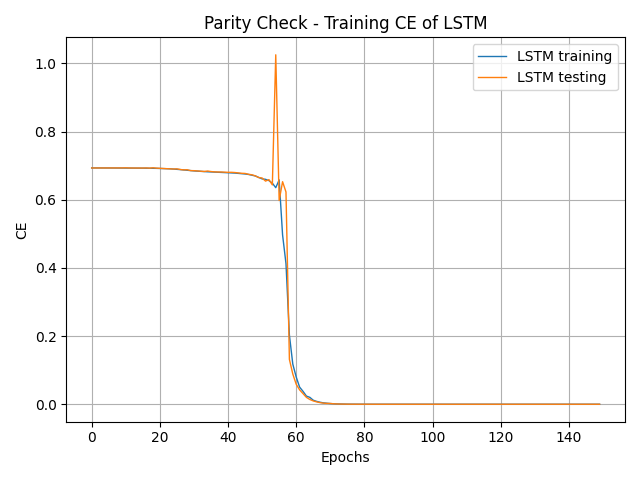 Parity Check - Training CE of LSTM
LSTM training
LSTM testing
CE
1.0
0.8
0.6
0.4
0.2
0.0
0 20 40 60 80 100 120 140
Epochs